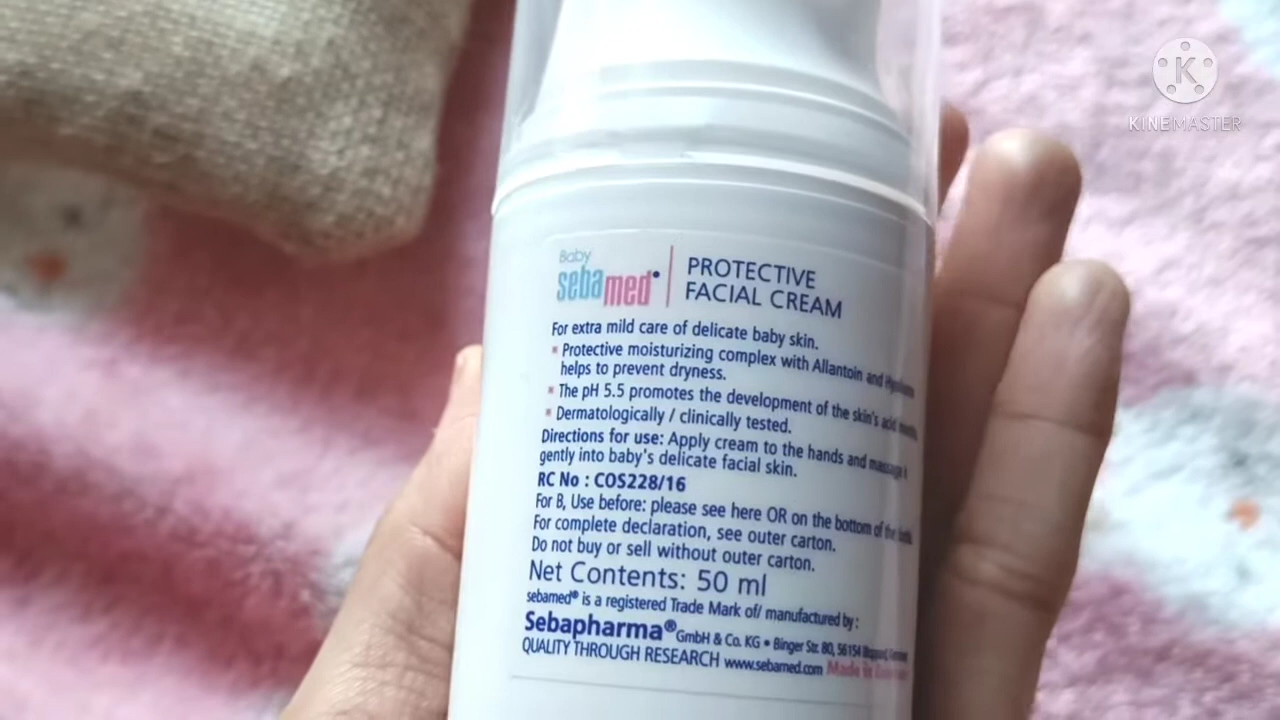 Baby
sebamed
PROTECTIVE
FACIAL CREAM
For extra mild care of delicate baby skin.
Protective moisturizing complex with Allantoin and
helps to prevent dryness.
The pH 5.5 promotes the development of the skin's acid
Dermatologically / clinically tested.
Directions for use: Apply cream to the hands and massage it
gently into baby's delicate facial skin.
RC No : COS228/16
For B, Use before: please see here OR on the bottom of the
For complete declaration, see outer carton.
Do not buy or sell without outer carton.
Net Contents: 50 ml
sebamed® is a registered Trade Mark of/ manufactured by :
Sebapharma® GmbH & Co. KG • Binger Str. 80, 56154
QUALITY THROUGH RESEARCH www.sebamed.com Made in
K
KINEMASTER